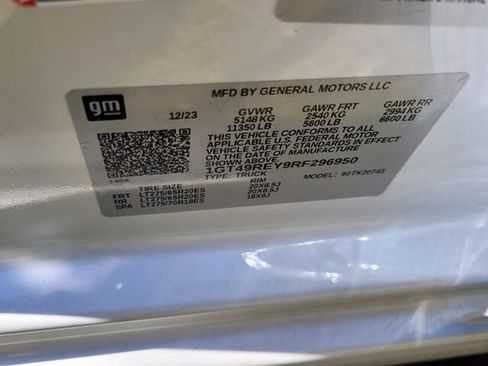 gm
MFD BY GENERAL MOTORS LLC
12/23 GVWR GAWR FRT GAWR RR
5148 KG 2540 KG 2994 KG
11350 LB 5600 LB 6600 LB
THIS VEHICLE CONFORMS TO ALL
APPLICABLE U.S. FEDERAL MOTOR
VEHICLE SAFETY STANDARDS IN EFFECT
ON THE DATE OF MANUFACTURE
SHOWN ABOVE.
1GT49REY9RF296950
TYPE: TRUCK MODEL: 90TK20743
140X
TIRE SIZE RIM
FRT LT275/65R20ES 20X8.5J
RR LT275/65R20ES 20X8.5J
SPA LT275/70R18ES 18X8J